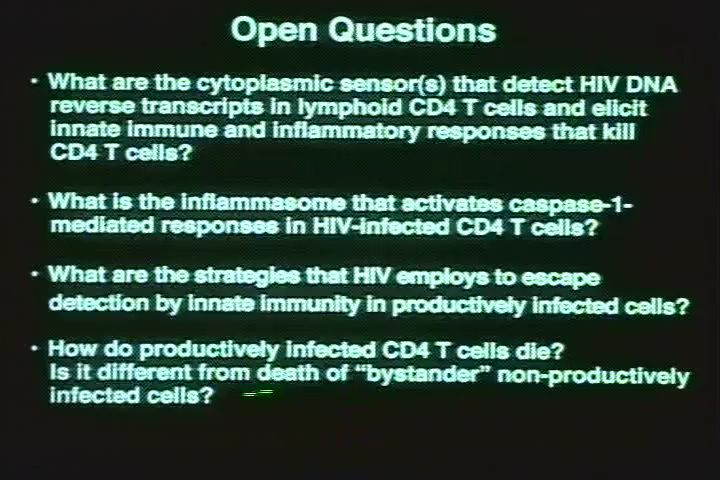 Open Questions
· What are the cytoplasmic sensor(s) that detect HIV DNA
reverse transcripts in lymphoid CD4 T cells and elicit
innate immune and inflammatory responses that kill
CD4 T cells?
· What is the inflammasome that activates caspase-1-
mediated responses in HIV-infected CD4 T cells?
· What are the strategies that HIV employs to escape
detection by innate immunity in productively infected cells?
· How do productively infected CD4 T cells die?
Is it different from death of “bystander” non-productively
infected cells?